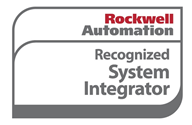 Rockwell
Automation
Recognized
System
Integrator